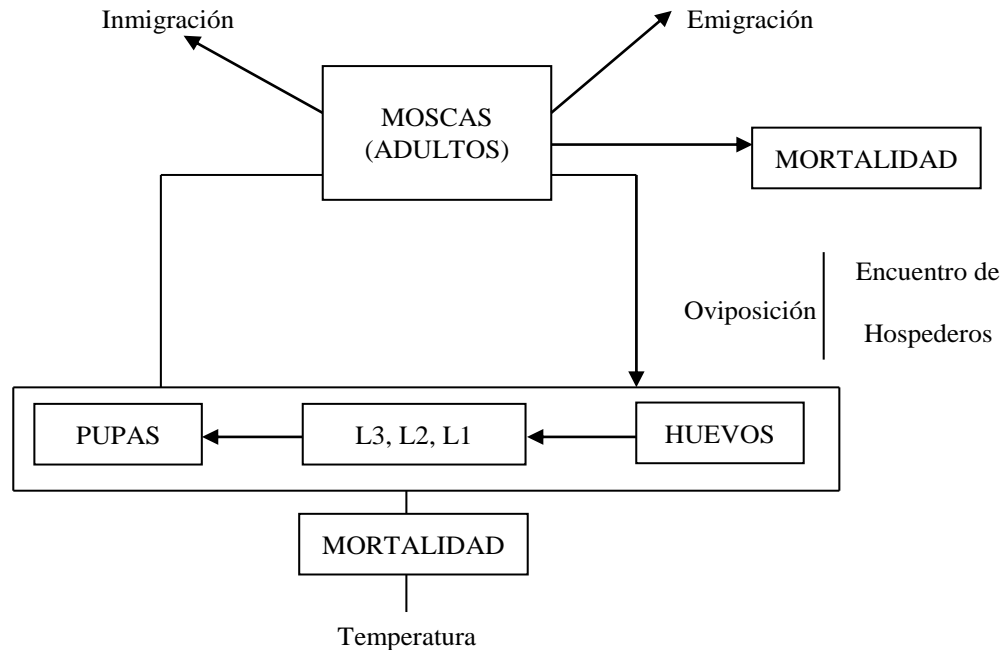 Inmigración
Emigración
MOSCAS
(ADULTOS)
MORTALIDAD
Encuentro de
Oviposición
Hospederos
PUPAS
L3, L2, L1
HUEVOS
MORTALIDAD
Temperatura